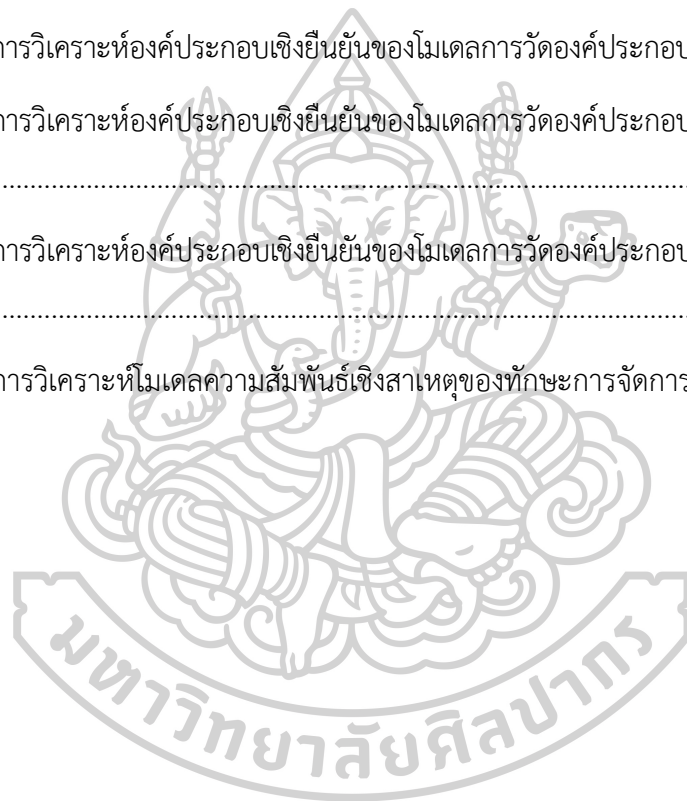 ารวิเคราะห์องค์ประกอบเชิงยืนยันของโมเดลการวัดองค์ประกอบ
ารวิเคราะห์องค์ประกอบเชิงยืนยันของโมเดลการวัดองค์ประกอบ
....................................................................................................
ารวิเคราะห์องค์ประกอบเชิงยืนยันของโมเดลการวัดองค์ประกอบ
....................................................................................................
ารวิเคราะห์โมเดลความสัมพันธ์เชิงสาเหตุของทักษะการจัดการ
มหาวิทยาลัยศิลปากร